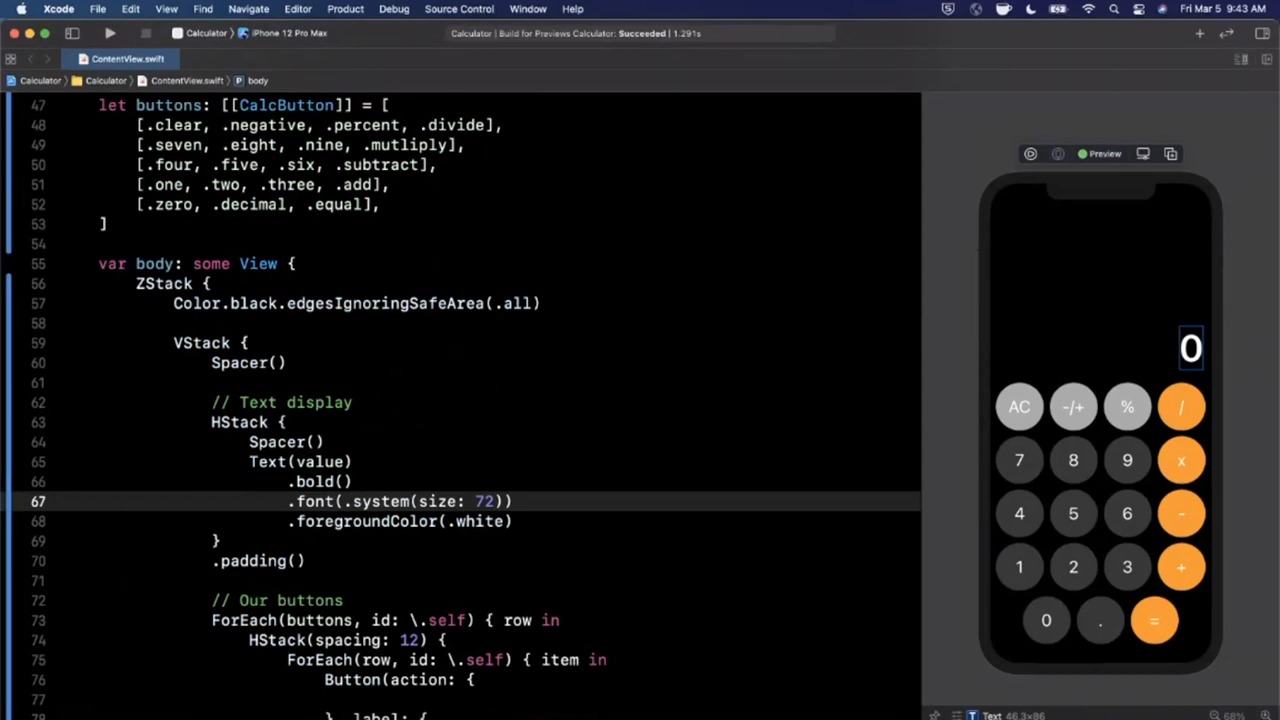 Xcode File Edit View Find Navigate Editor Product Debug Source Control Window Help Fri Mar 5 9:43 AM
Calculator iPhone 12 Pro Max Calculator | Build for Previews Calculator: Succeeded | 1.291s
ContentView.swift
Calculator Calculator ContentView.swift P body
47 let buttons: [[CalcButton]] = [
48 [.clear, .negative, .percent, .divide],
49 [.seven, .eight, .nine, .mutliply],
50 [.four, .five, .six, .subtract],
51 [.one, .two, .three, .add],
52 [.zero, .decimal, .equal],
53 ]
54
55 var body: some View {
56 ZStack {
57 Color.black.edgesIgnoringSafeArea(.all)
58
59 VStack {
60 Spacer()
61
62 // Text display
63 HStack {
64 Spacer()
65 Text(value)
66 .bold()
67 .font(.system(size: 72))
68 .foregroundColor(.white)
69 }
70 .padding()
71
72 // Our buttons
73 ForEach(buttons, id: \.self) { row in
74 HStack(spacing: 12) {
75 ForEach(row, id: \.self) { item in
76 Button(action: {
77
78 }, label: {
Preview
0
AC -/+ % /
7 8 9 x
4 5 6 -
1 2 3 +
0 . =
T Text 46.3×86 68%